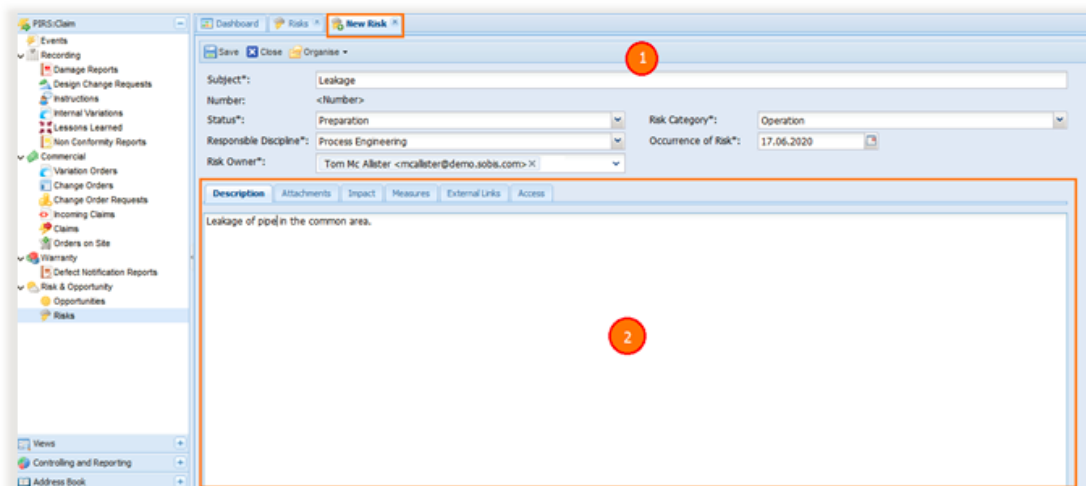 PIRS:Claim
Events
Recording
Damage Reports
Design Change Requests
Instructions
Internal Variations
Lessons Learned
Non Conformity Reports
Commercial
Variation Orders
Change Orders
Change Order Requests
Incoming Claims
Claims
Orders on Site
Warranty
Defect Notification Reports
Risk & Opportunity
Opportunities
Risks
Views
Controlling and Reporting
Address Book
Dashboard Risks New Risk
Save Close Organise
1
Subject*: Leakage
Number: <Number>
Status*: Preparation Risk Category*: Operation
Responsible Discipline*: Process Engineering Occurrence of Risk*: 17.06.2020
Risk Owner*: Tom Mc Alister <mcalister@demo.sobis.com>
Description Attachments Impact Measures External Links Access
Leakage of pipe in the common area.
2